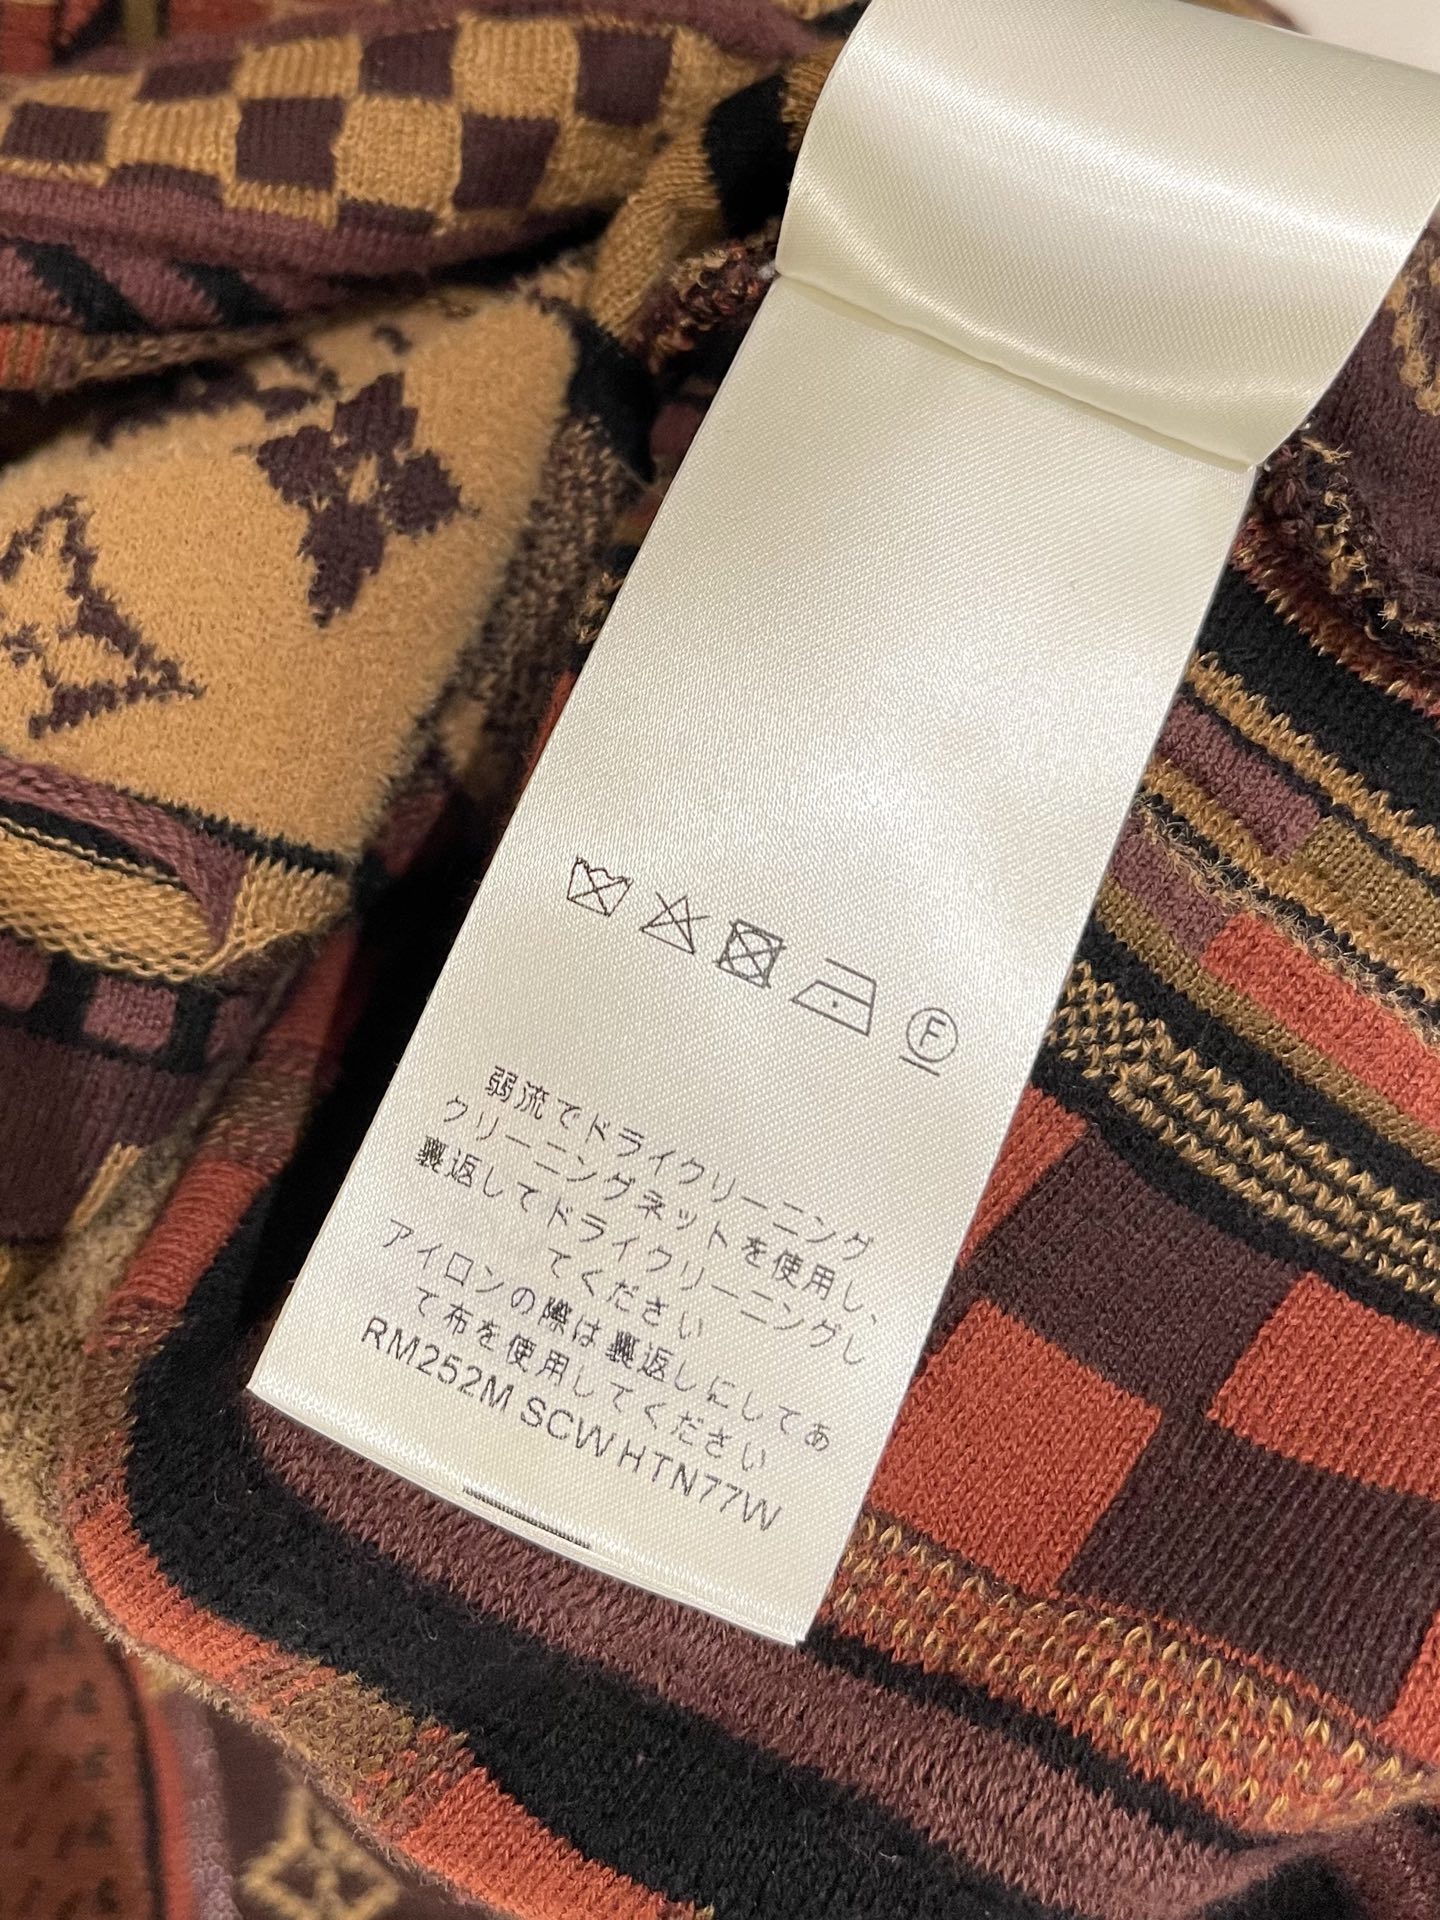 F
弱流でドライクリーニング
クリーニングネットを使用し、
裏返してドライクリーニングし
てください
アイロンの際は裏返しにしてあ
て布を使用してください
RM252M SCW HTN77W